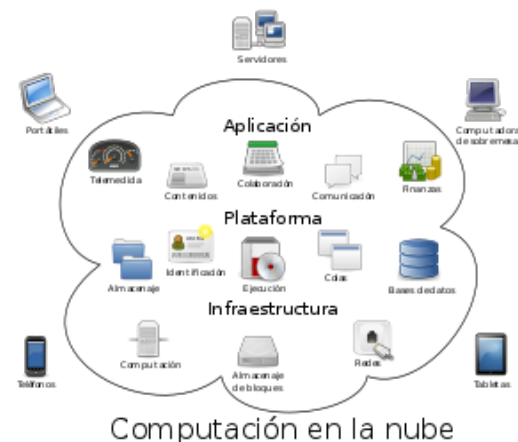 Servidores
Portátiles
Computadora
de sobremesa
Aplicación
Telemedida
Contenidos
Colaboración
Comunicación
Finanzas
Plataforma
Almacenaje
Identificación
Ejecución
Colas
Bases de datos
Infraestructura
Computación
Almacenaje
de bloques
Redes
Teléfonos
Tabletas
Computación en la nube